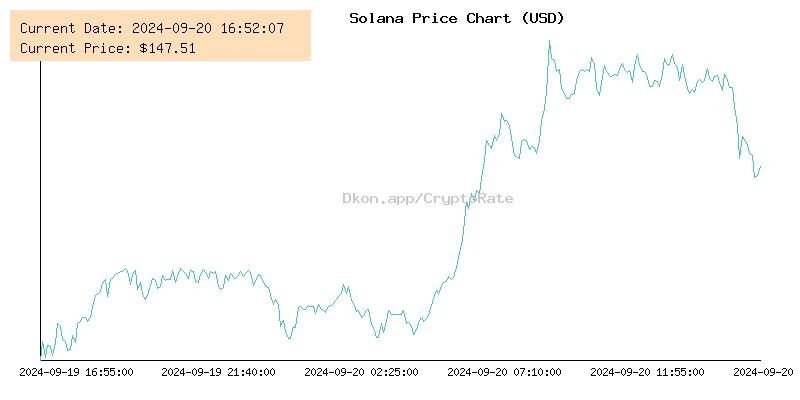 Solana Price Chart (USD)
Current Date: 2024-09-20 16:52:07
Current Price: $147.51
Dkon.app/CryptoRate
2024-09-19 16:55:00 2024-09-19 21:40:00 2024-09-20 02:25:00 2024-09-20 07:10:00 2024-09-20 11:55:00 2024-09-20